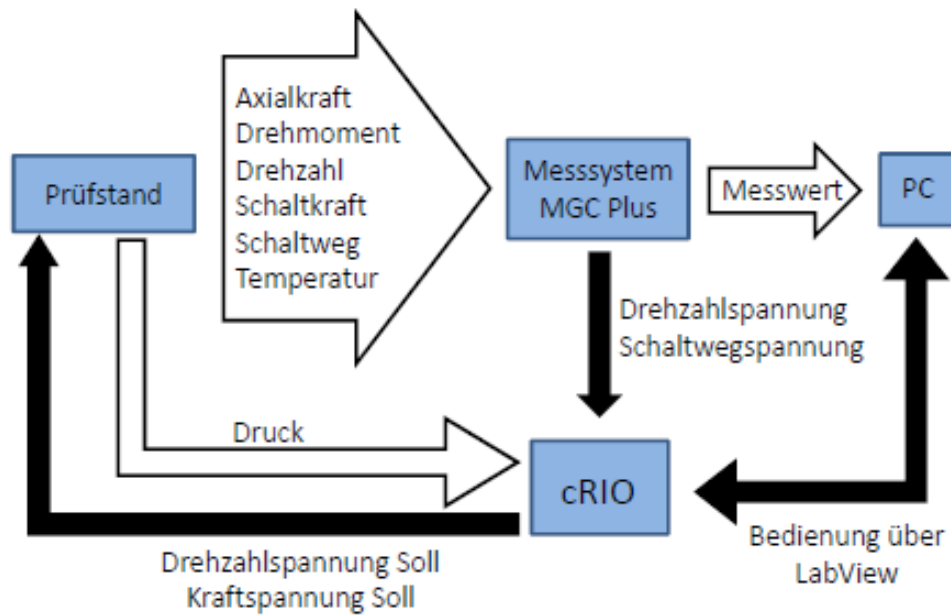 Prüfstand
Axialkraft
Drehmoment
Drehzahl
Schaltkraft
Schaltweg
Temperatur
Messsystem
MGC Plus
Messwert
PC
Drehzahlspannung
Schaltwegspannung
Druck
cRIO
Drehzahlspannung Soll
Kraftspannung Soll
Bedienung über
LabView